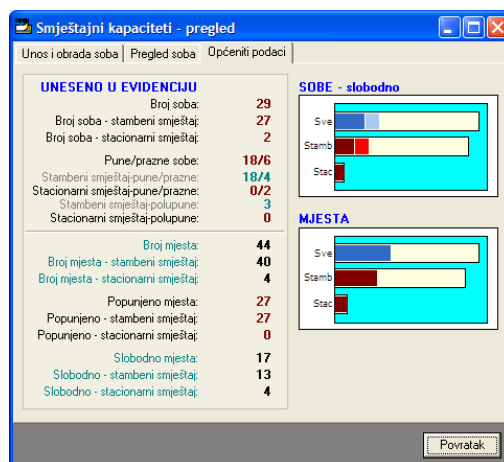 Smještajni kapaciteti - pregled
Unos i obrada soba Pregled soba Općeniti podaci
UNESENO U EVIDENCIJU
Broj soba: 29
Broj soba - stambeni smještaj: 27
Broj soba - stacionarni smještaj: 2
Pune/prazne sobe: 18/6
Stambeni smještaj-pune/prazne: 18/4
Stacionarni smještaj-pune/prazne: 0/2
Stambeni smještaj-polupune: 3
Stacionarni smještaj-polupune: 0
Broj mjesta: 44
Broj mjesta - stambeni smještaj: 40
Broj mjesta - stacionarni smještaj: 4
Popunjeno mjesta: 27
Popunjeno - stambeni smještaj: 27
Popunjeno - stacionarni smještaj: 0
Slobodno mjesta: 17
Slobodno - stambeni smještaj: 13
Slobodno - stacionarni smještaj: 4
SOBE - slobodno
Sve
Stamb
Stac
MJESTA
Sve
Stamb
Stac
Povratak